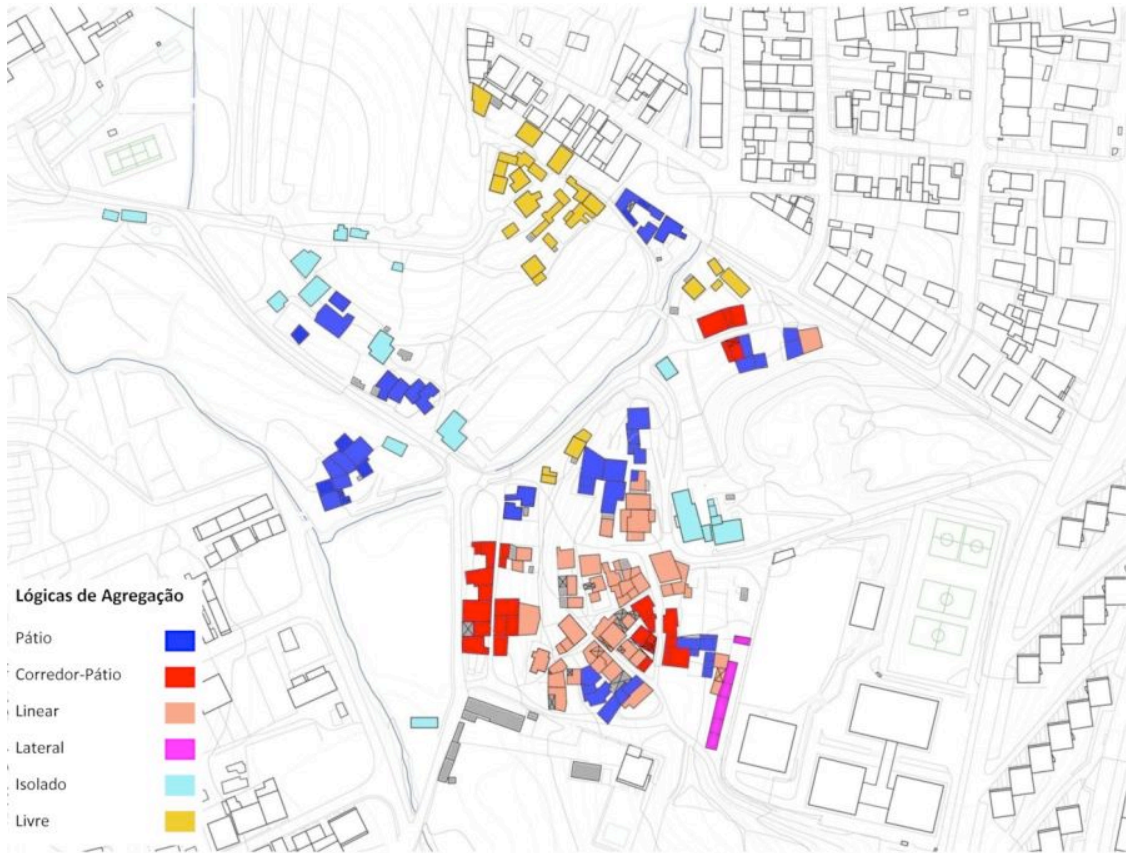 Lógicas de Agregação
Pátio
Corredor-Pátio
Linear
Lateral
Isolado
Livre